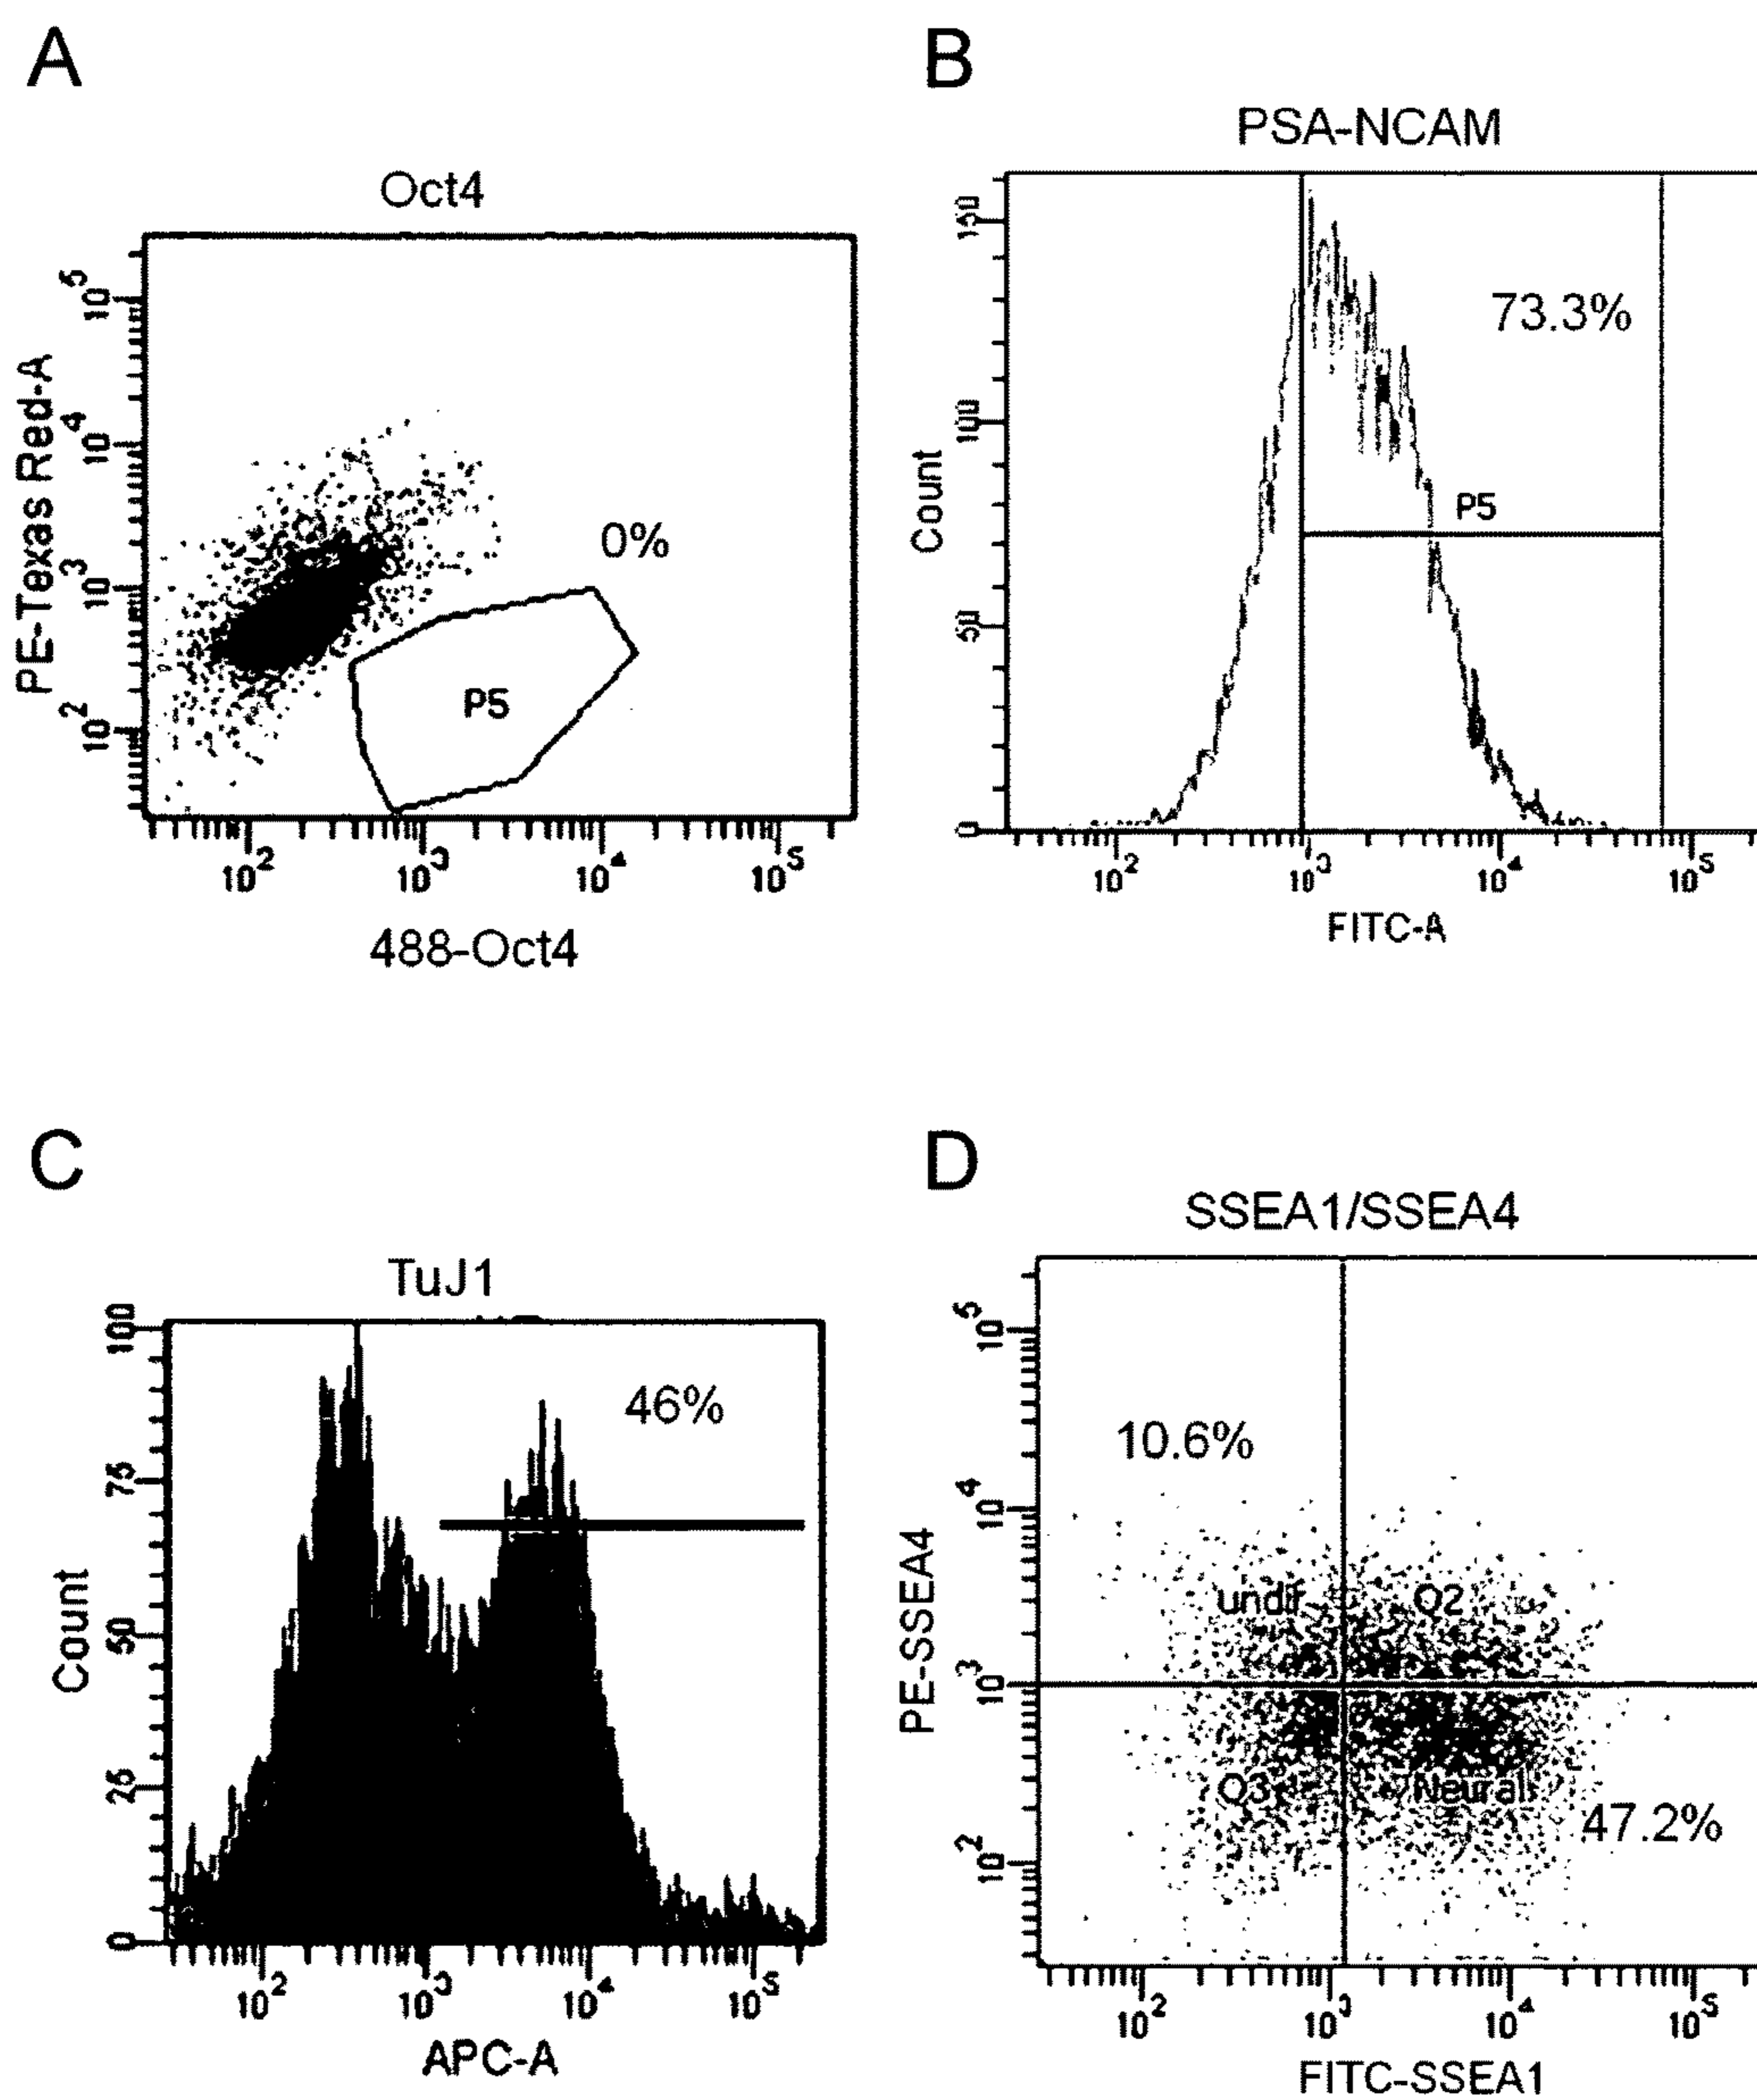 A
Oct4
PE-Texas Red-A
10^5
10^4
10^3
10^2
0%
P5
10^2 10^3 10^4 10^5
488-Oct4
B
PSA-NCAM
Count
150
100
50
0
73.3%
P5
10^2 10^3 10^4 10^5
FITC-A
C
TuJ1
Count
100
75
50
25
0
46%
10^2 10^3 10^4 10^5
APC-A
D
SSEA1/SSEA4
PE-SSEA4
10^5
10^4
10^3
10^2
10.6%
undif Q2
Q3 Neural
47.2%
10^2 10^3 10^4 10^5
FITC-SSEA1